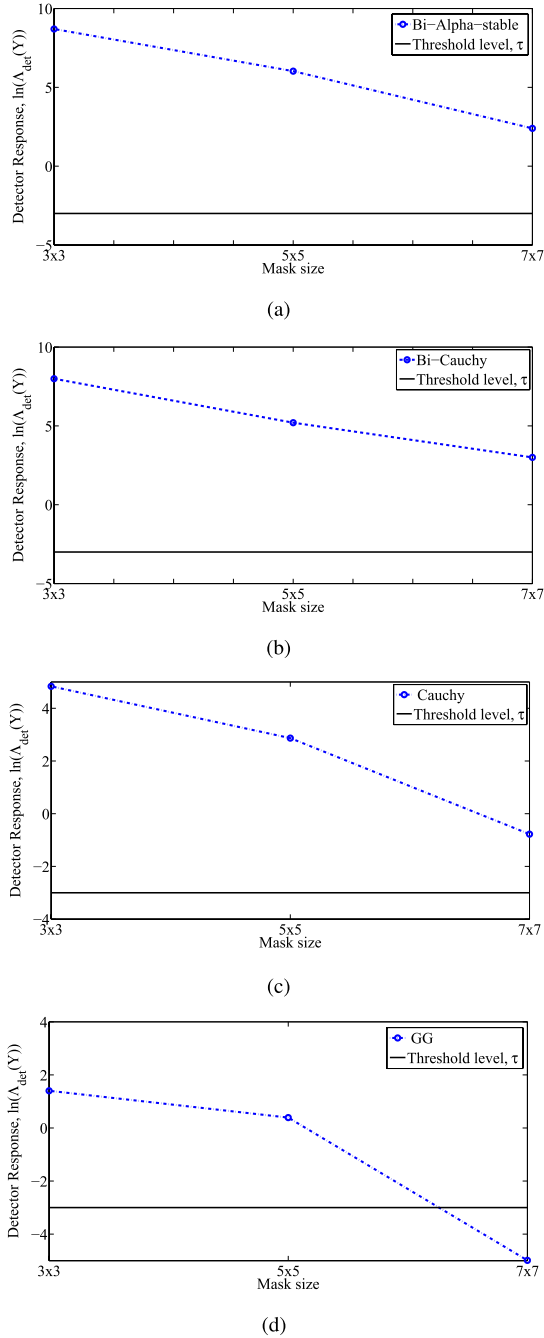 10
5
0
−5
Detector Response, ln(Λdet(Y))
Bi−Alpha−stable
Threshold level, τ
3x3
5x5
7x7
Mask size
(a)
10
5
0
−5
Detector Response, ln(Λdet(Y))
Bi−Cauchy
Threshold level, τ
3x3
5x5
7x7
Mask size
(b)
4
2
0
−2
−4
Detector Response, ln(Λdet(Y))
Cauchy
Threshold level, τ
3x3
5x5
7x7
Mask size
(c)
4
2
0
−2
−4
Detector Response, ln(Λdet(Y))
GG
Threshold level, τ
3x3
5x5
7x7
Mask size
(d)